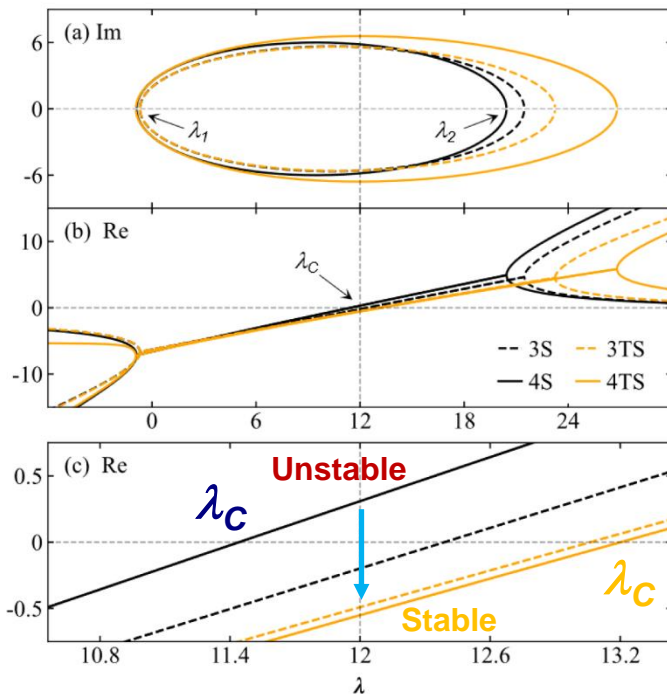 (a) Im
6
0
-6
λ1
λ2
(b) Re
10
0
-10
λC
3S
3TS
4S
4TS
0
6
12
18
24
(c) Re
0.5
0
-0.5
Unstable
λC
λC
Stable
10.8
11.4
12
12.6
13.2
λ